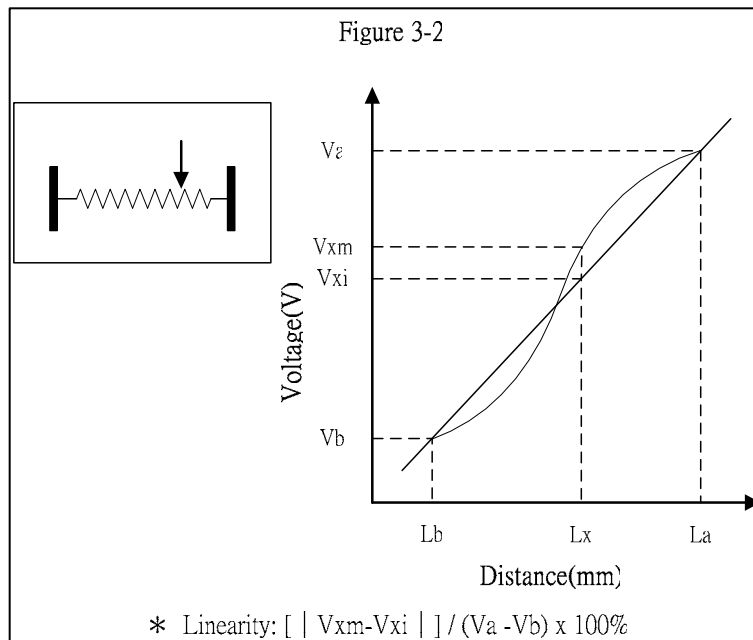 Figure 3-2
Va
Vxm
Vxi
Voltage(V)
Vb
Lb Lx La
Distance(mm)
* Linearity: [ | Vxm-Vxi | ] / (Va -Vb) x 100%